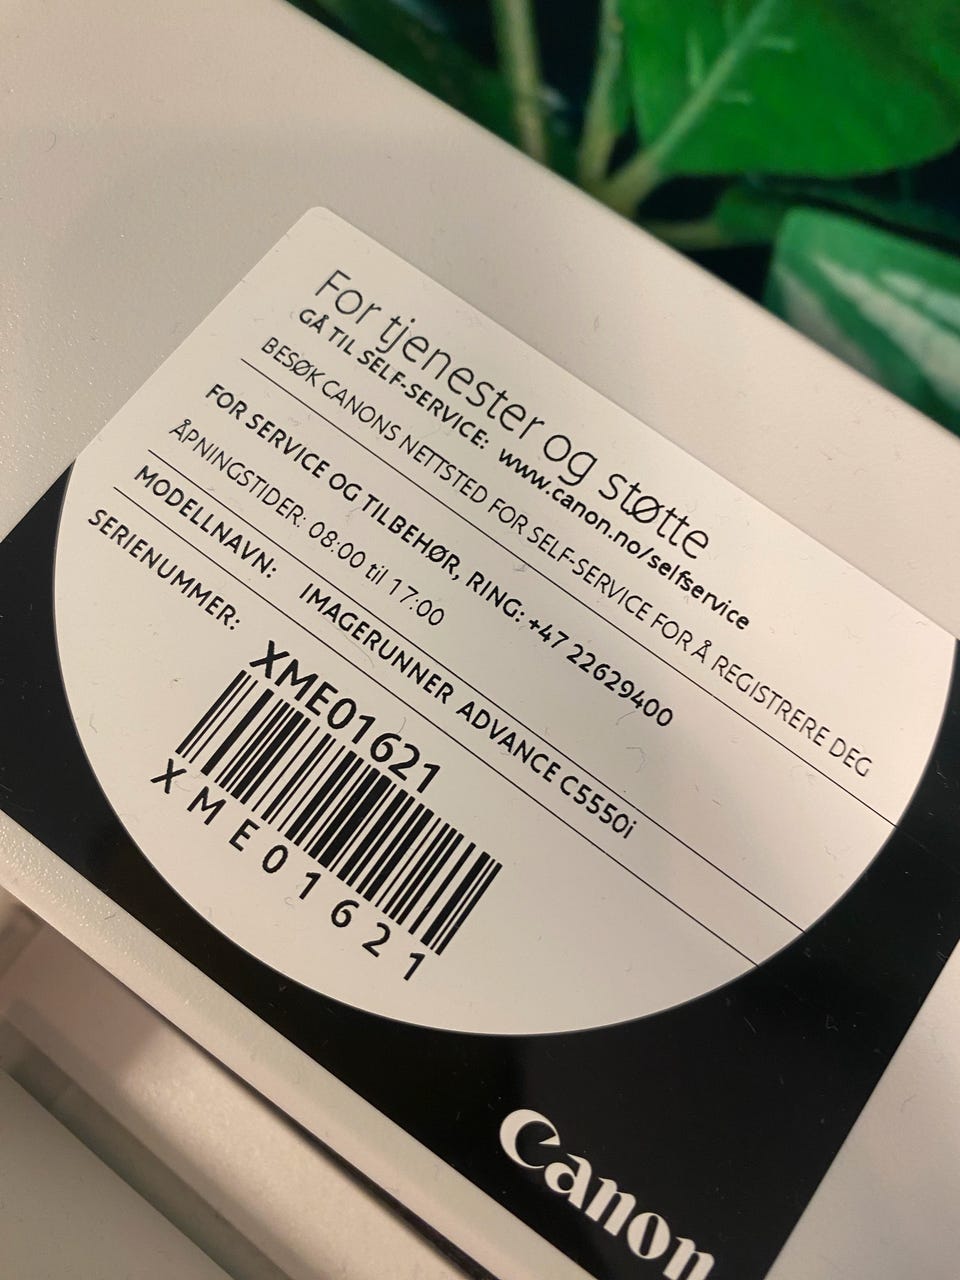 For tjenester og støtte
GÅ TIL SELF-SERVICE: www.canon.no/selfservice
BESØK CANONS NETTSTED FOR SELF-SERVICE FOR Å REGISTRERE DEG
FOR SERVICE OG TILBEHØR, RING: +47 22629400
ÅPNINGSTIDER: 08:00 til 17:00
MODELLNAVN: IMAGERUNNER ADVANCE C5550i
SERIENUMMER:
XME01621
XME01621
Canon